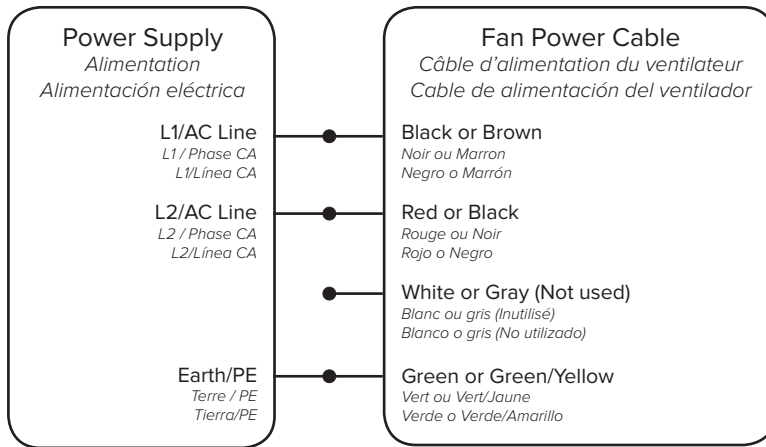 Power Supply
Alimentation
Alimentación eléctrica
L1/AC Line
L1 / Phase CA
L1/Línea CA
L2/AC Line
L2 / Phase CA
L2/Línea CA
Earth/PE
Terre / PE
Tierra/PE
Fan Power Cable
Câble d’alimentation du ventilateur
Cable de alimentación del ventilador
Black or Brown
Noir ou Marron
Negro o Marrón
Red or Black
Rouge ou Noir
Rojo o Negro
White or Gray (Not used)
Blanc ou gris (Inutilisé)
Blanco o gris (No utilizado)
Green or Green/Yellow
Vert ou Vert/Jaune
Verde o Verde/Amarillo